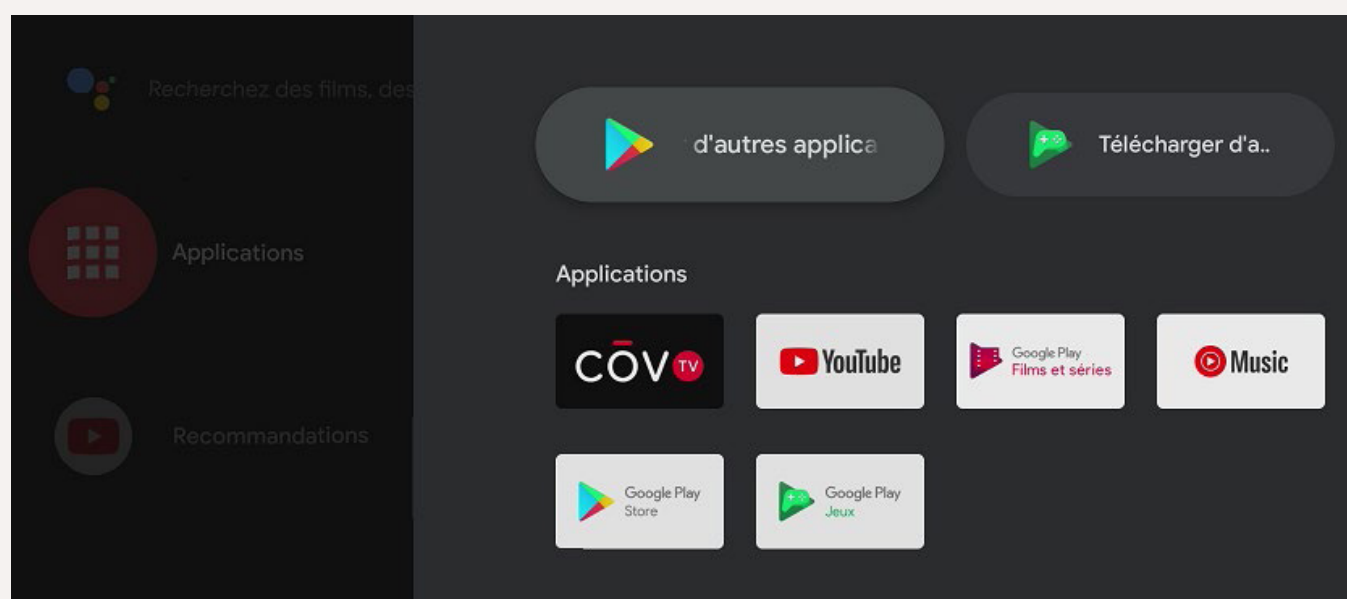 Recherchez des films, des
d'autres applica
Télécharger d'a..
Applications
Applications
CŌV TV
YouTube
Google Play
Films et séries
Music
Recommandations
Google Play
Store
Google Play
Jeux